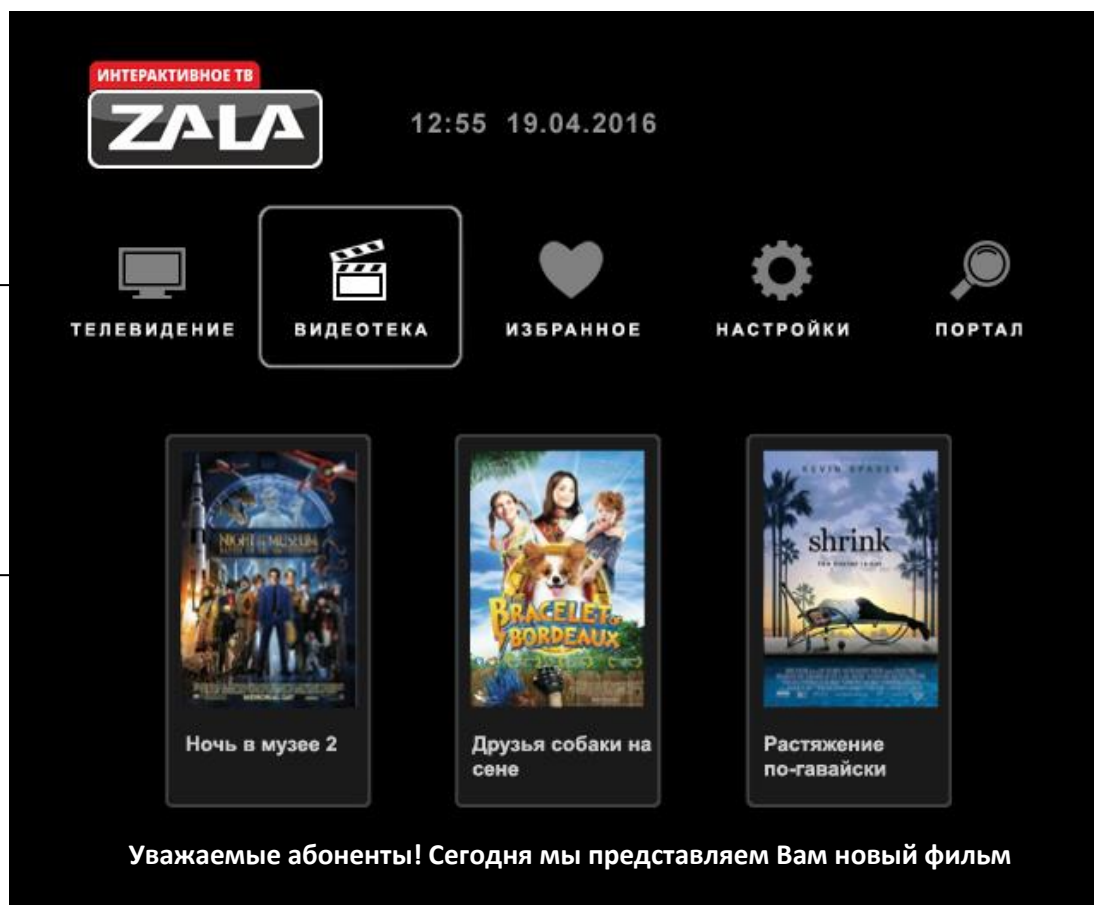 ИНТЕРАКТИВНОЕ ТВ
ZALA
12:55 19.04.2016
ТЕЛЕВИДЕНИЕ
ВИДЕОТЕКА
ИЗБРАННОЕ
НАСТРОЙКИ
ПОРТАЛ
NIGHT AT THE MUSEUM
BRACELET OF
BORDEAUX
KEVIN SPACEY
shrink
Ночь в музее 2
Друзья собаки на
сене
Растяжение
по-гавайски
Уважаемые абоненты! Сегодня мы представляем Вам новый фильм